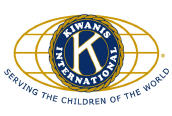 KIWANIS
K
INTERNATIONAL
®
SERVING THE CHILDREN OF THE WORLD